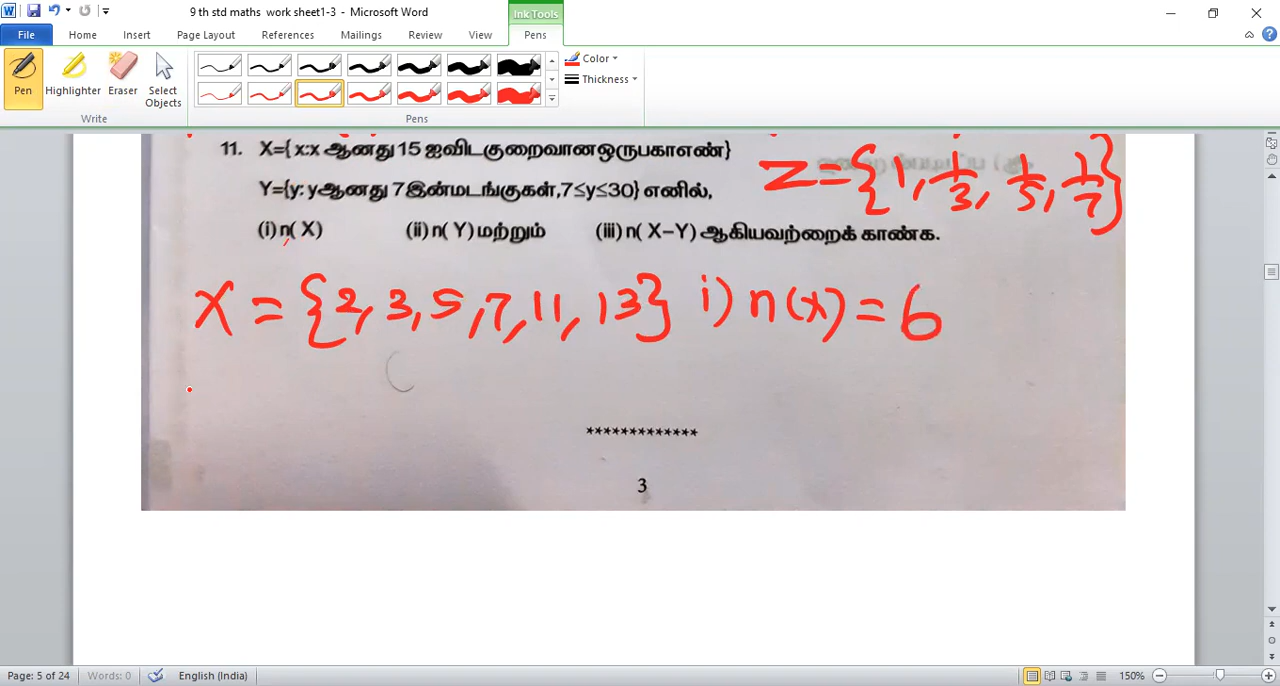 9 th std maths work sheet1-3 - Microsoft Word
Ink Tools
File Home Insert Page Layout References Mailings Review View Pens
Pen Highlighter Eraser Select Objects
Color
Thickness
Write Pens
11. X={ x:x ஆனது 15 ஐவிட குறைவான ஒரு பகா எண்}
Z={1, 1/3, 1/5, 1/7}
Y={y: y ஆனது 7 இன் மடங்குகள், 7≤y≤30} எனில்,
(i) n( X) (ii) n( Y) மற்றும் (iii) n( X−Y) ஆகியவற்றைக் காண்க.
X = {2, 3, 5, 7, 11, 13} i) n(x) = 6
*************
3
Page: 5 of 24 Words: 0 English (India) 150%